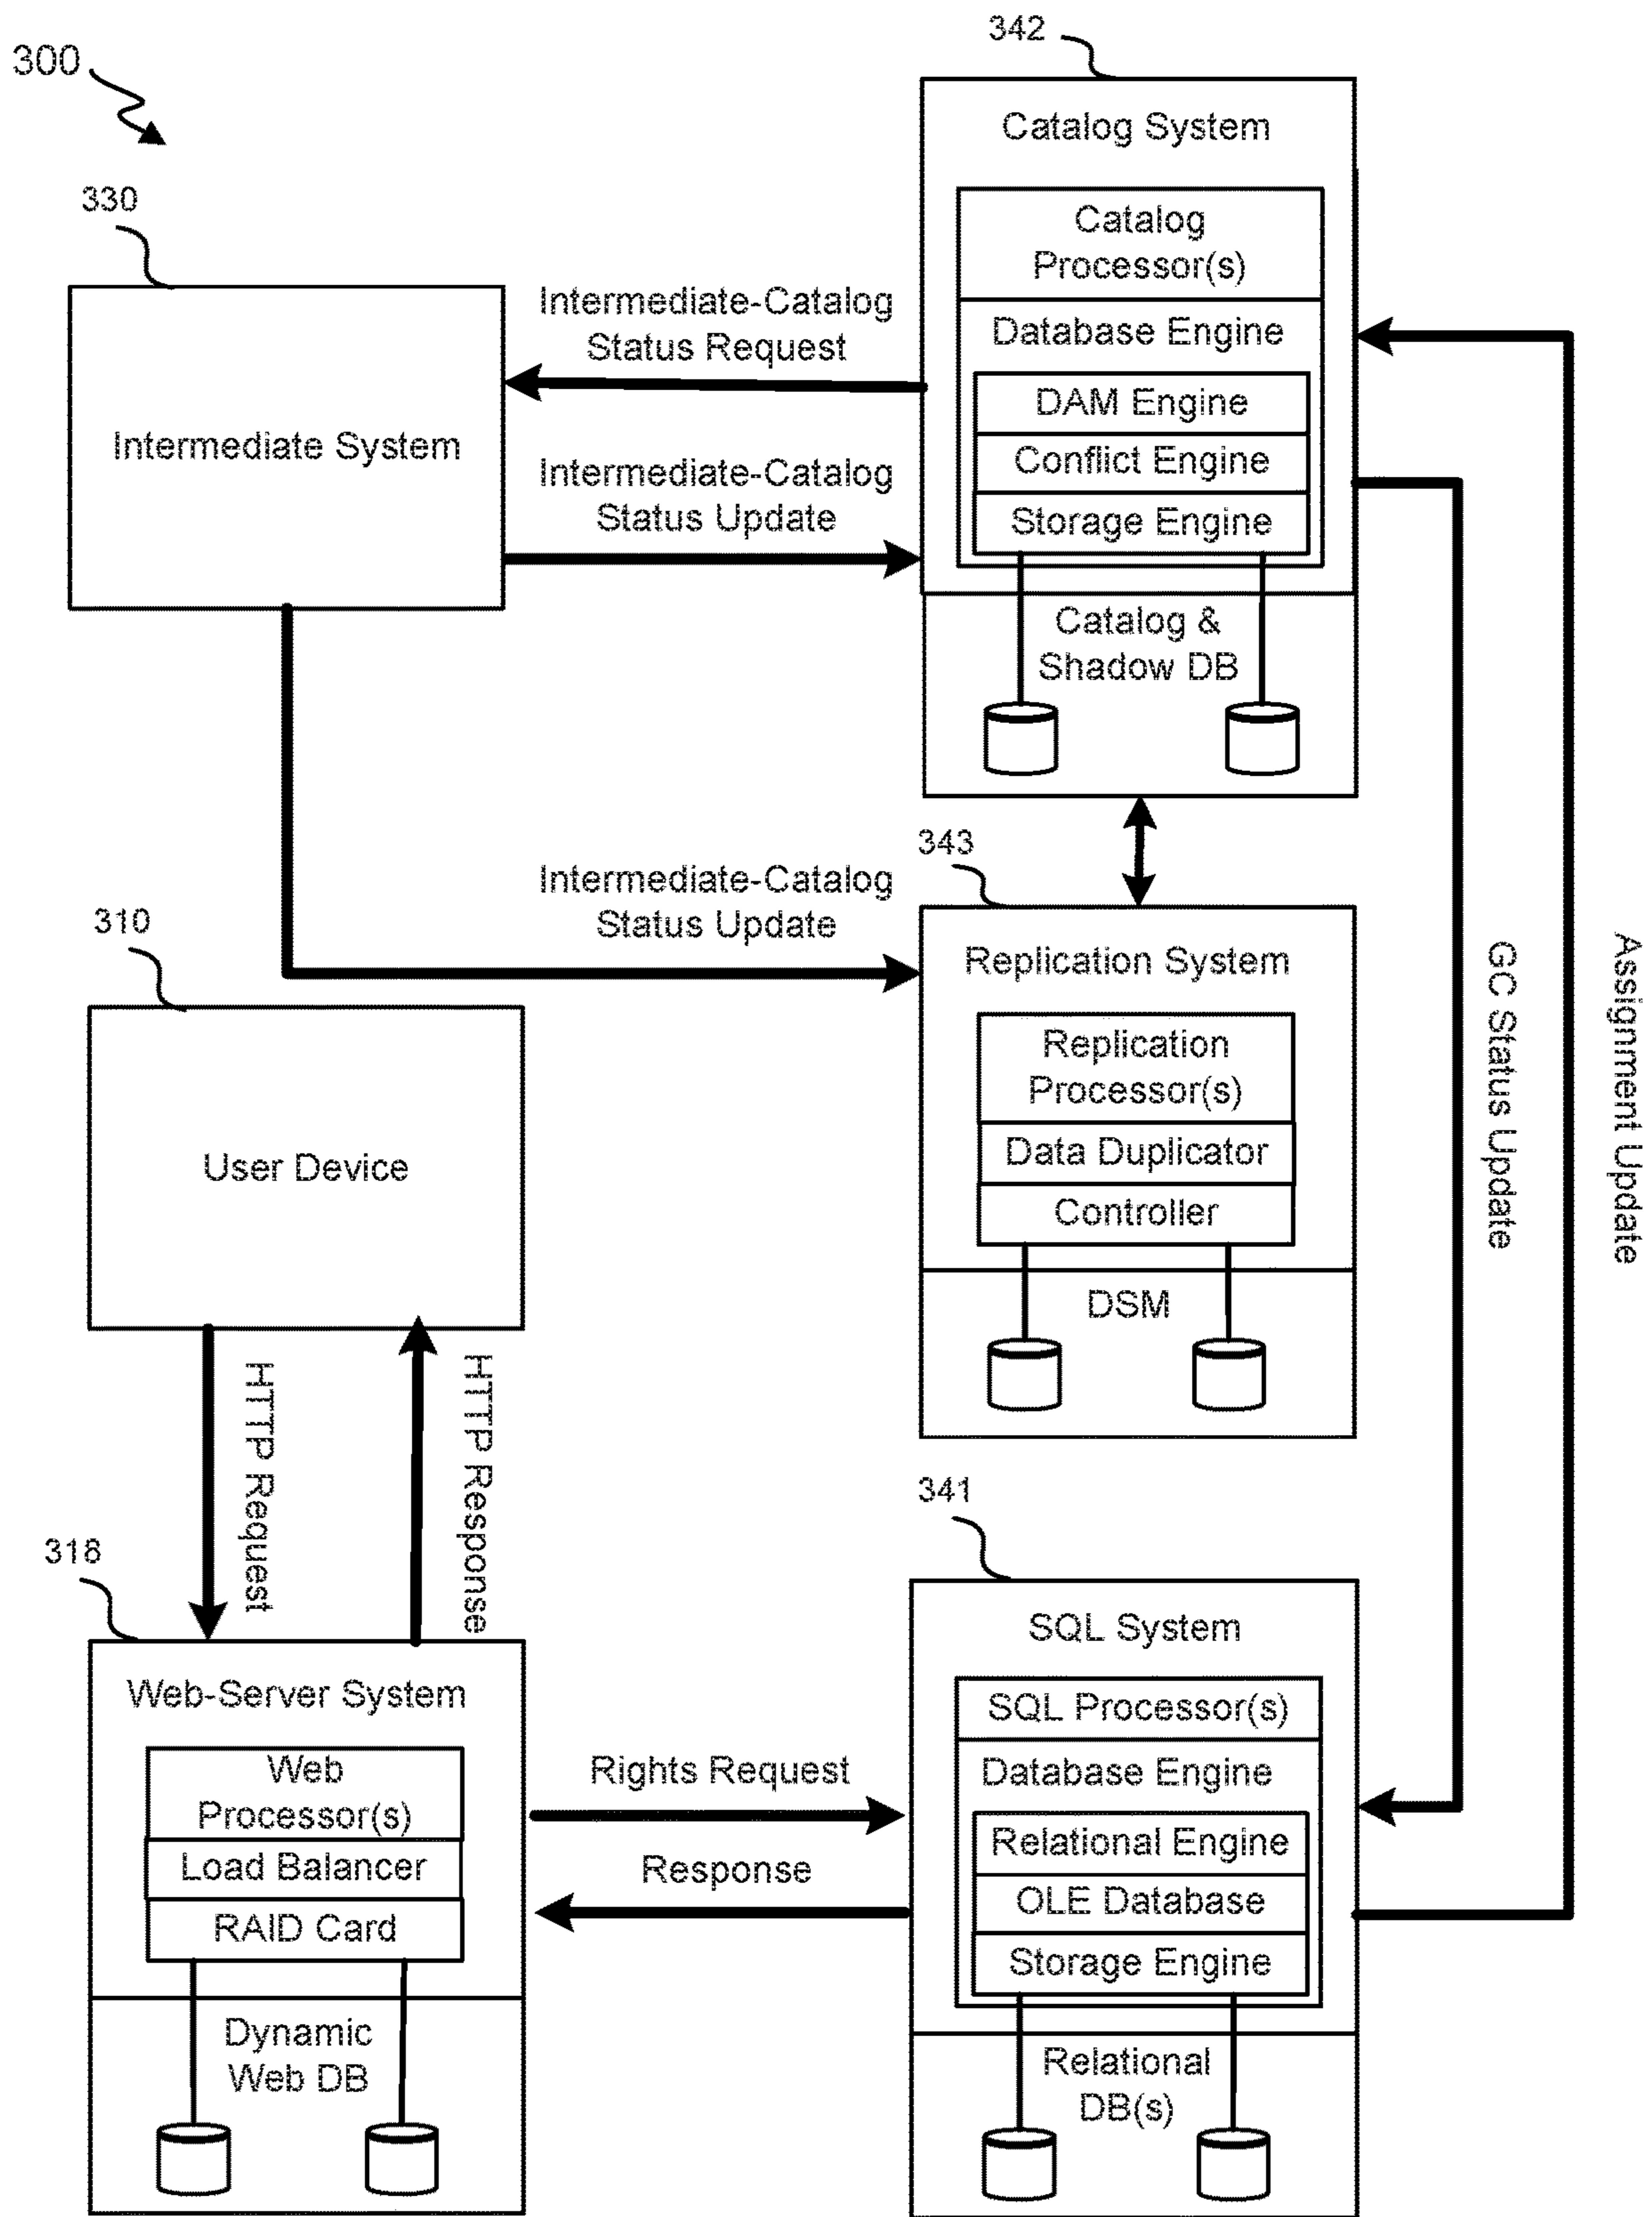 300
342
Catalog System
Catalog
Processor(s)
Database Engine
DAM Engine
Conflict Engine
Storage Engine
Catalog &
Shadow DB
330
Intermediate System
Intermediate-Catalog
Status Request
Intermediate-Catalog
Status Update
Intermediate-Catalog
Status Update
343
Replication System
Replication
Processor(s)
Data Duplicator
Controller
DSM
GC Status Update
Assignment Update
310
User Device
HTTP Request
HTTP Response
318
Web-Server System
Web
Processor(s)
Load Balancer
RAID Card
Dynamic
Web DB
Rights Request
Response
341
SQL System
SQL Processor(s)
Database Engine
Relational Engine
OLE Database
Storage Engine
Relational
DB(s)